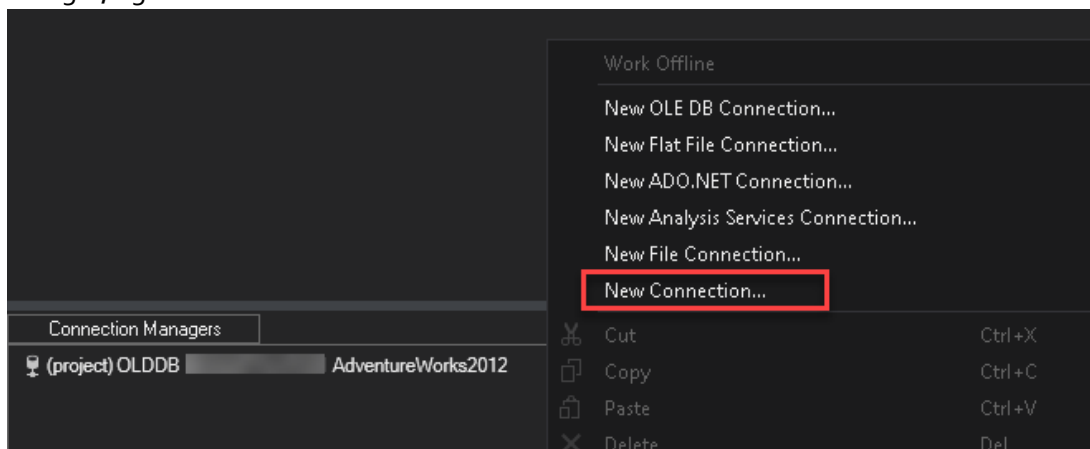 Work Offline
New OLE DB Connection...
New Flat File Connection...
New ADO.NET Connection...
New Analysis Services Connection...
New File Connection...
New Connection...
Connection Managers
Cut Ctrl+X
(project) OLDDB AdventureWorks2012
Copy Ctrl+C
Paste Ctrl+V
Delete Del